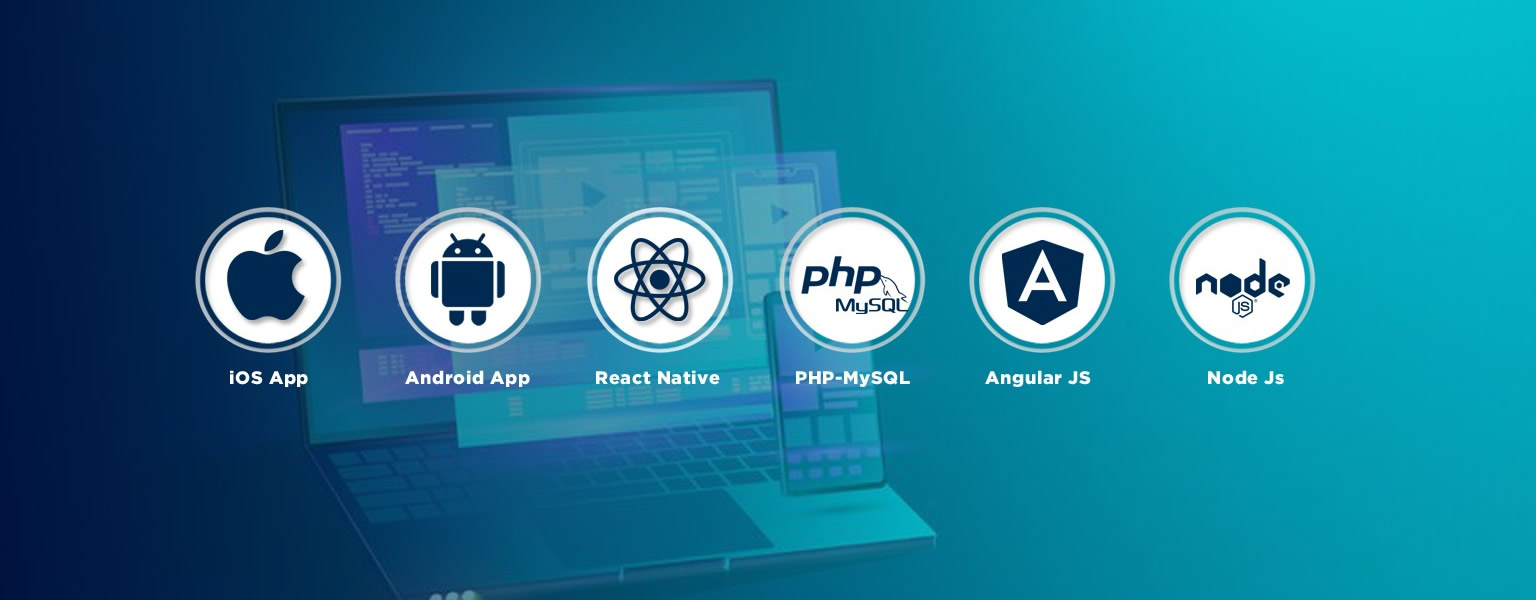 php
MySQL
A
node
JS
iOS App
Android App
React Native
PHP-MySQL
Angular JS
Node Js